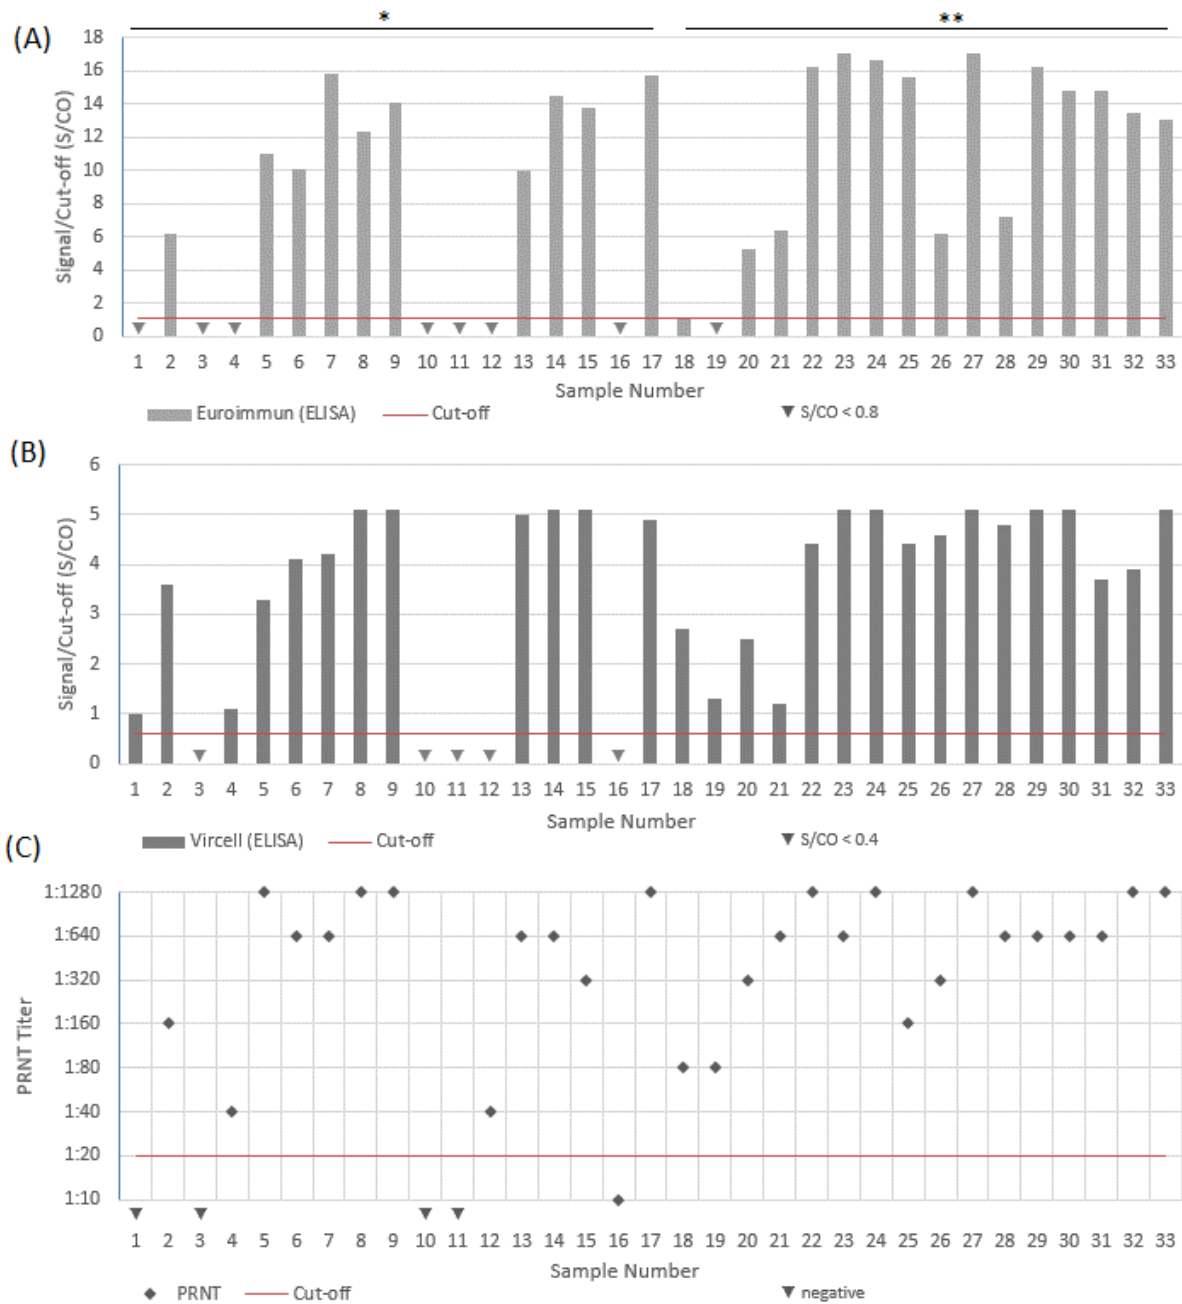 * **
(A)
18
16
14
12
10
8
6
4
2
0
Signal/Cut-off (S/CO)
1 2 3 4 5 6 7 8 9 10 11 12 13 14 15 16 17 18 19 20 21 22 23 24 25 26 27 28 29 30 31 32 33
Sample Number
Euroimmun (ELISA) Cut-off S/CO < 0.8
(B)
6
5
4
3
2
1
0
Signal/Cut-off (S/CO)
1 2 3 4 5 6 7 8 9 10 11 12 13 14 15 16 17 18 19 20 21 22 23 24 25 26 27 28 29 30 31 32 33
Sample Number
Vircell (ELISA) Cut-off S/CO < 0.4
(C)
1:1280
1:640
1:320
1:160
1:80
1:40
1:20
1:10
PRNT Titer
1 2 3 4 5 6 7 8 9 10 11 12 13 14 15 16 17 18 19 20 21 22 23 24 25 26 27 28 29 30 31 32 33
Sample Number
PRNT Cut-off negative